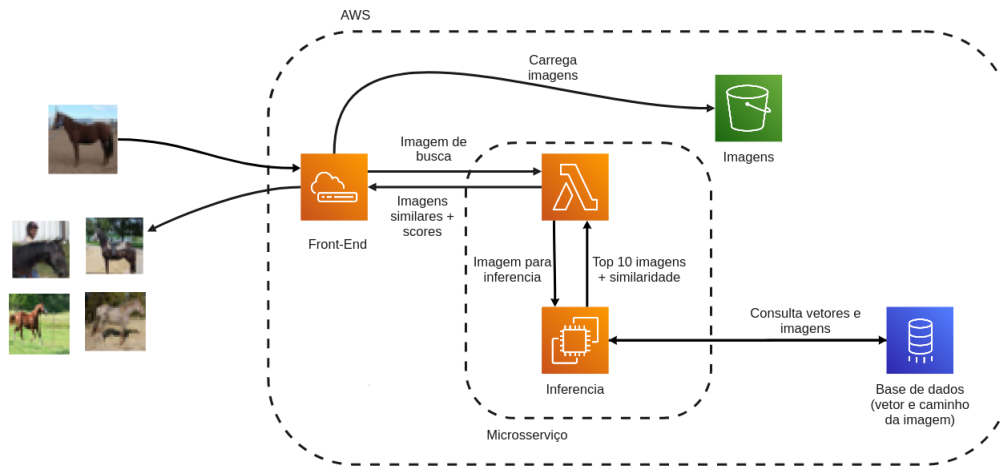 AWS
Carrega
imagens
Imagens
Imagem de
busca
Imagens
similares +
scores
Front-End
Imagem para
inferencia
Top 10 imagens
+ similaridade
Inferencia
Microsserviço
Consulta vetores e
imagens
Base de dados
(vetor e caminho
da imagem)